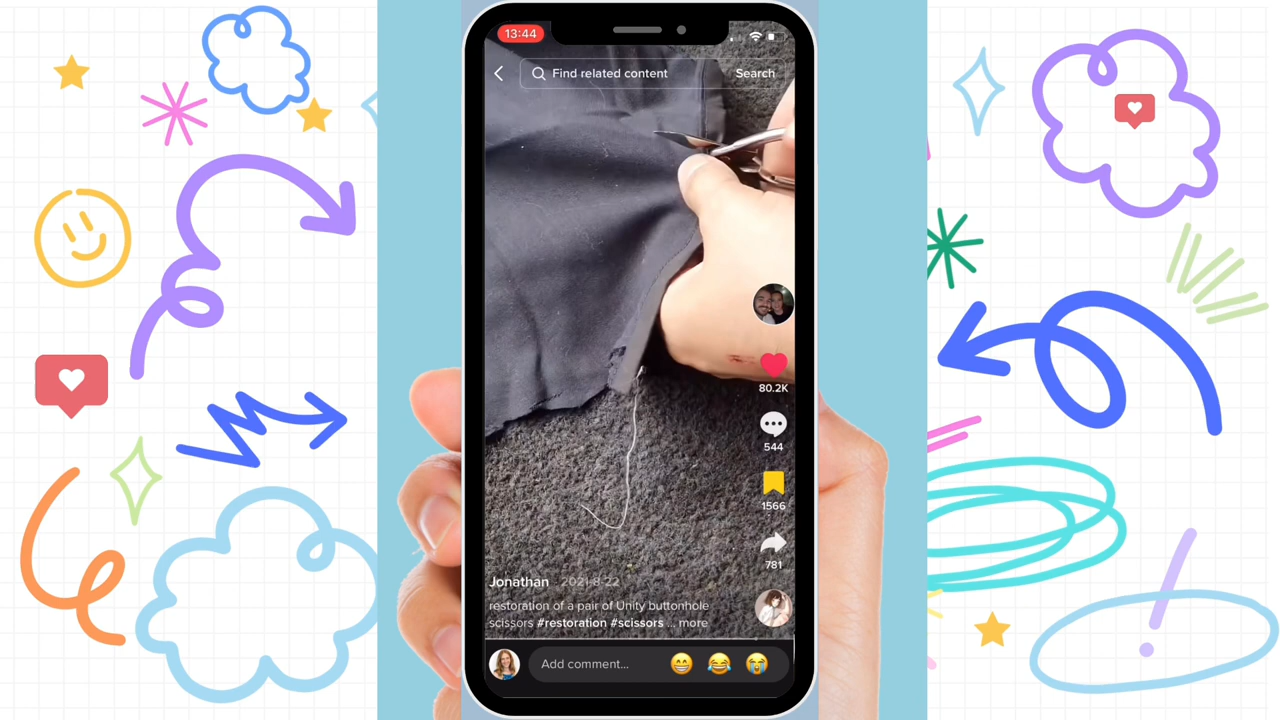 13:44
Find related content
Search
80.2K
544
1566
781
Jonathan 2021-8-22
restoration of a pair of Unity buttonhole
scissors #restoration #scissors ... more
Add comment...